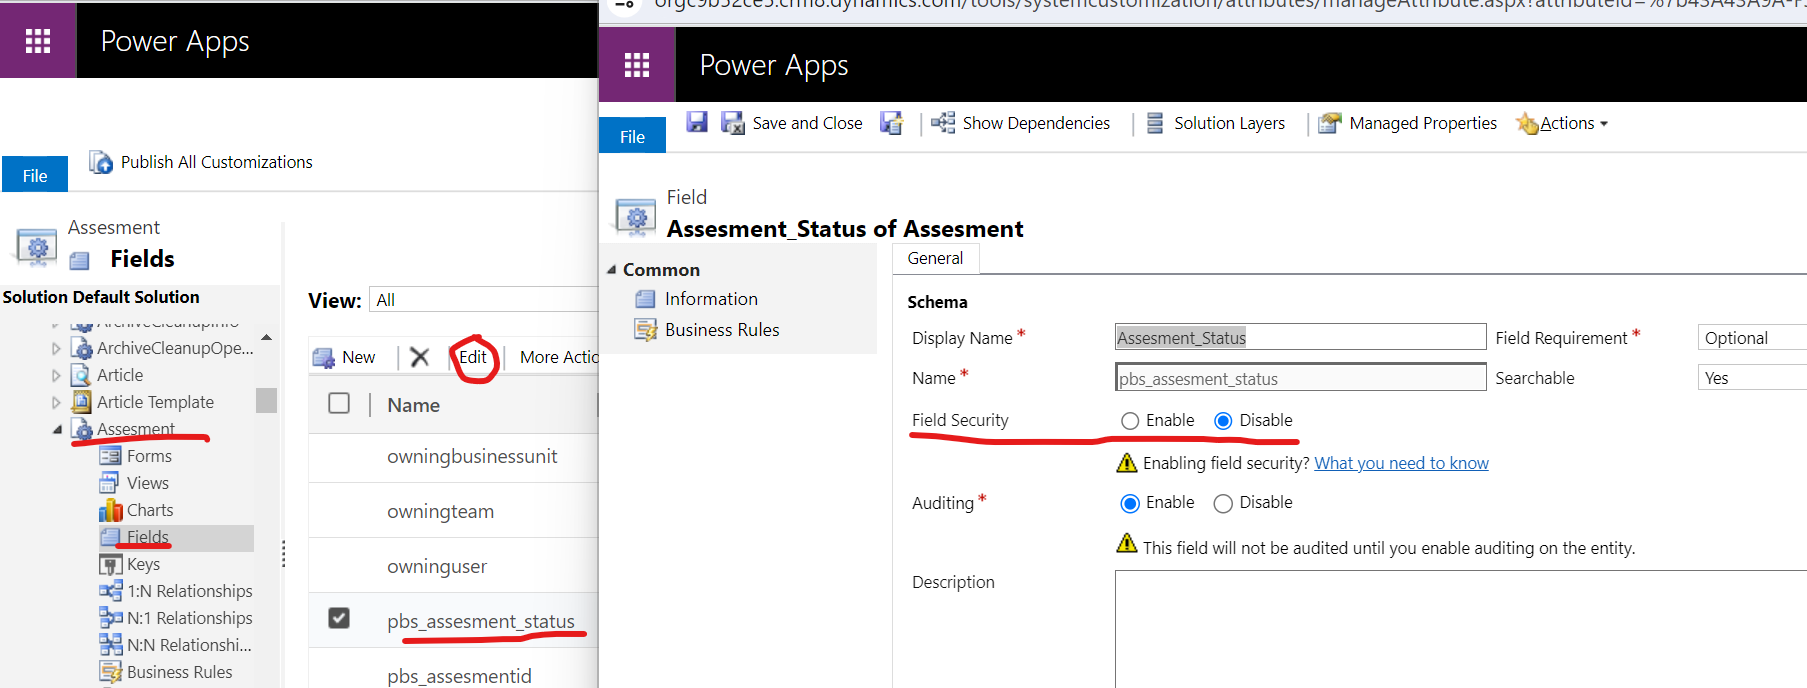 Power Apps
File
Publish All Customizations
Assesment
Fields
Solution Default Solution
ArchiveCleanupInfo
ArchiveCleanupOpe...
Article
Article Template
Assesment
Forms
Views
Charts
Fields
Keys
1:N Relationships
N:1 Relationships
N:N Relationshi...
Business Rules
View: All
New Edit More Actio
Name
owningbusinessunit
owningteam
owninguser
pbs_assesment_status
pbs_assesmentid
Power Apps
File Save and Close Show Dependencies Solution Layers Managed Properties Actions
Field
Assesment_Status of Assesment
Common
Information
Business Rules
General
Schema
Display Name * Assesment_Status Field Requirement * Optional
Name * pbs_assesment_status Searchable Yes
Field Security Enable Disable
Enabling field security? What you need to know
Auditing * Enable Disable
This field will not be audited until you enable auditing on the entity.
Description